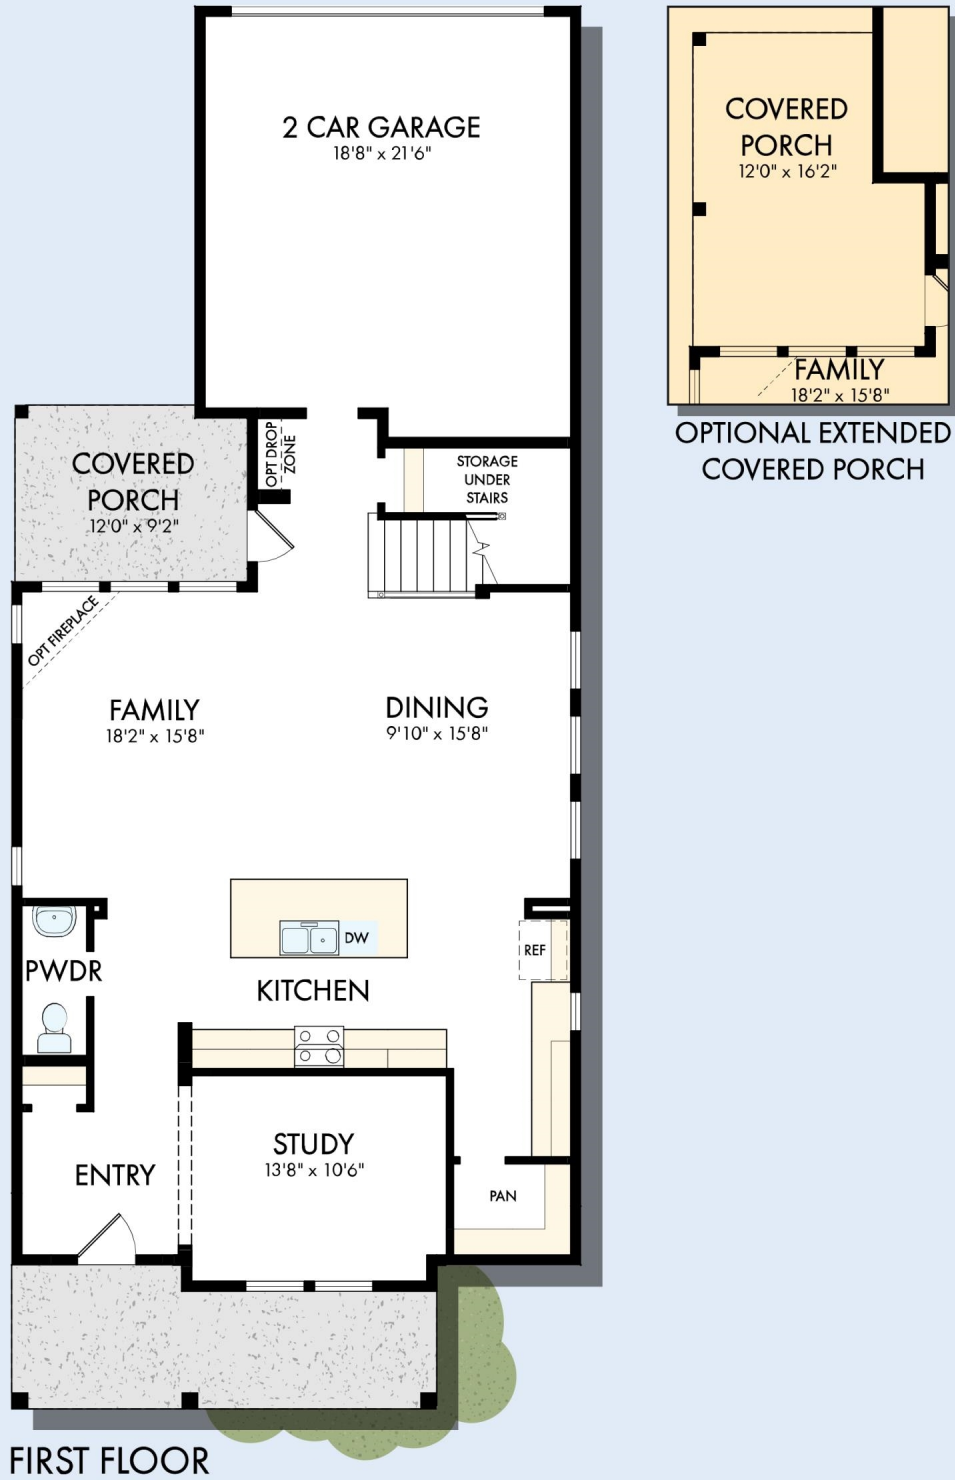 2 CAR GARAGE
18'8" x 21'6"
COVERED
PORCH
12'0" x 16'2"
FAMILY
18'2" x 15'8"
OPTIONAL EXTENDED
COVERED PORCH
OPT DROP
ZONE
COVERED
PORCH
12'0" x 9'2"
STORAGE
UNDER
STAIRS
OPT FIREPLACE
FAMILY
18'2" x 15'8"
DINING
9'10" x 15'8"
DW
REF
PWDR
KITCHEN
STUDY
13'8" x 10'6"
ENTRY
PAN
FIRST FLOOR